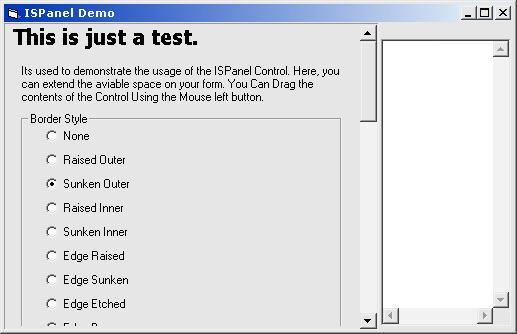 ISPanel Demo
This is just a test.
Its used to demonstrate the usage of the ISPanel Control. Here, you
can extend the aviable space on your form. You Can Drag the
contents of the Control Using the Mouse left button.
Border Style
None
Raised Outer
Sunken Outer
Raised Inner
Sunken Inner
Edge Raised
Edge Sunken
Edge Etched